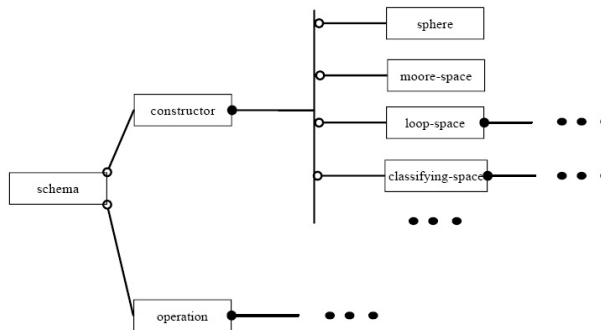 sphere
moore-space
constructor
loop-space
schema
classifying-space
operation